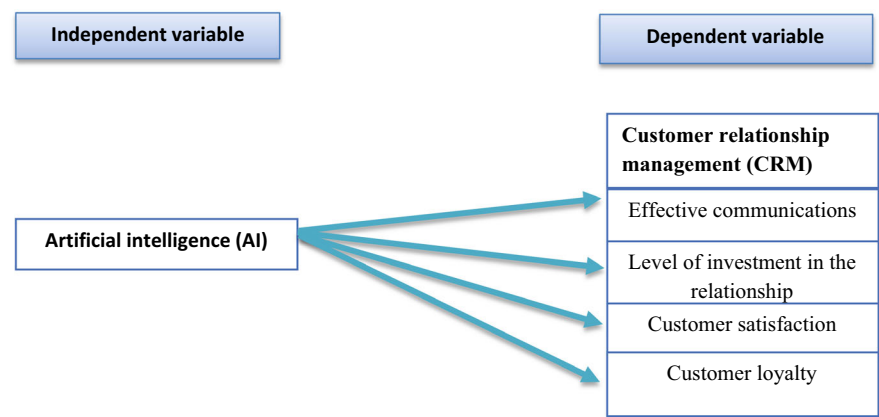 Independent variable
Dependent variable
Customer relationship
management (CRM)
Effective communications
Artificial intelligence (AI)
Level of investment in the
relationship
Customer satisfaction
Customer loyalty